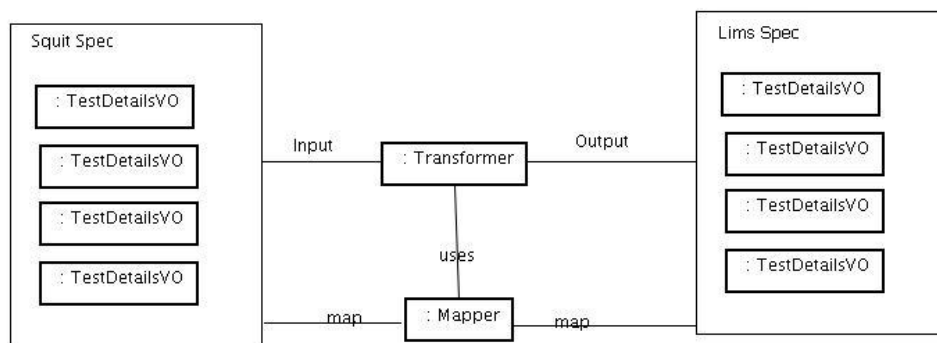 Squit Spec
: TestDetailsVO
: TestDetailsVO
: TestDetailsVO
: TestDetailsVO
Input
: Transformer
Output
uses
map
: Mapper
map
Lims Spec
: TestDetailsVO
: TestDetailsVO
: TestDetailsVO
: TestDetailsVO